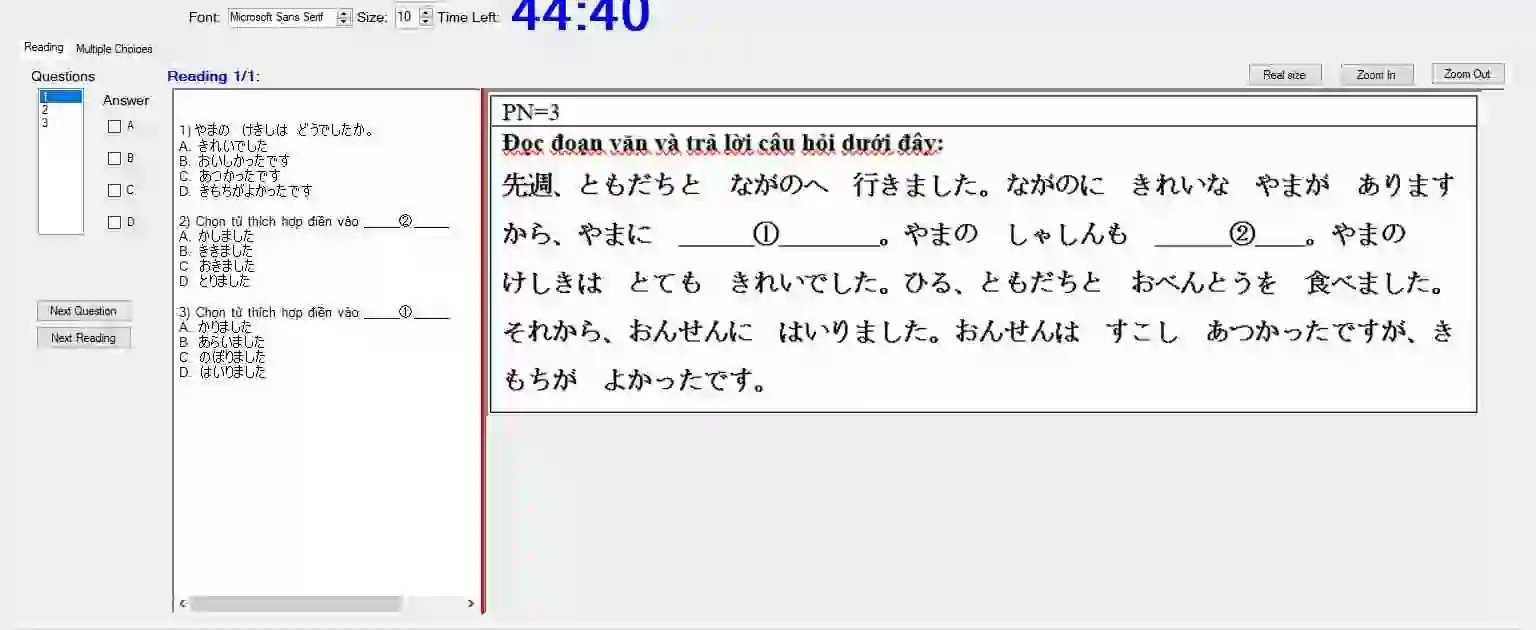 Font: Microsoft Sans Serif Size: 10 Time Left: 44:40
Reading Multiple Choices
Questions
1
2
3
Answer
A
B
C
D
Next Question
Next Reading
Reading 1/1:
Real size Zoom In Zoom Out
1) やまの けきしは どうでしたか。
A. きれいでした
B. おいしかったです
C. あつかったです
D. きもちがよかったです
2) Chọn từ thích hợp điền vào ____②____
A. かしました
B. ききました
C おきました
D とりました
3) Chọn từ thích hợp điền vào ____①____
A. かりました
B あらいました
C. のぼりました
D. はいりました
PN=3
Đọc đoạn văn và trả lời câu hỏi dưới đây:
先週、ともだちと ながのへ 行きました。ながのに きれいな やまが あります
から、やまに ______①________。やまの しゃしんも ______②____。やまの
けしきは とても きれいでした。ひる、ともだちと おべんとうを 食べました。
それから、おんせんに はいりました。おんせんは すこし あつかったですが、き
もちが よかったです。